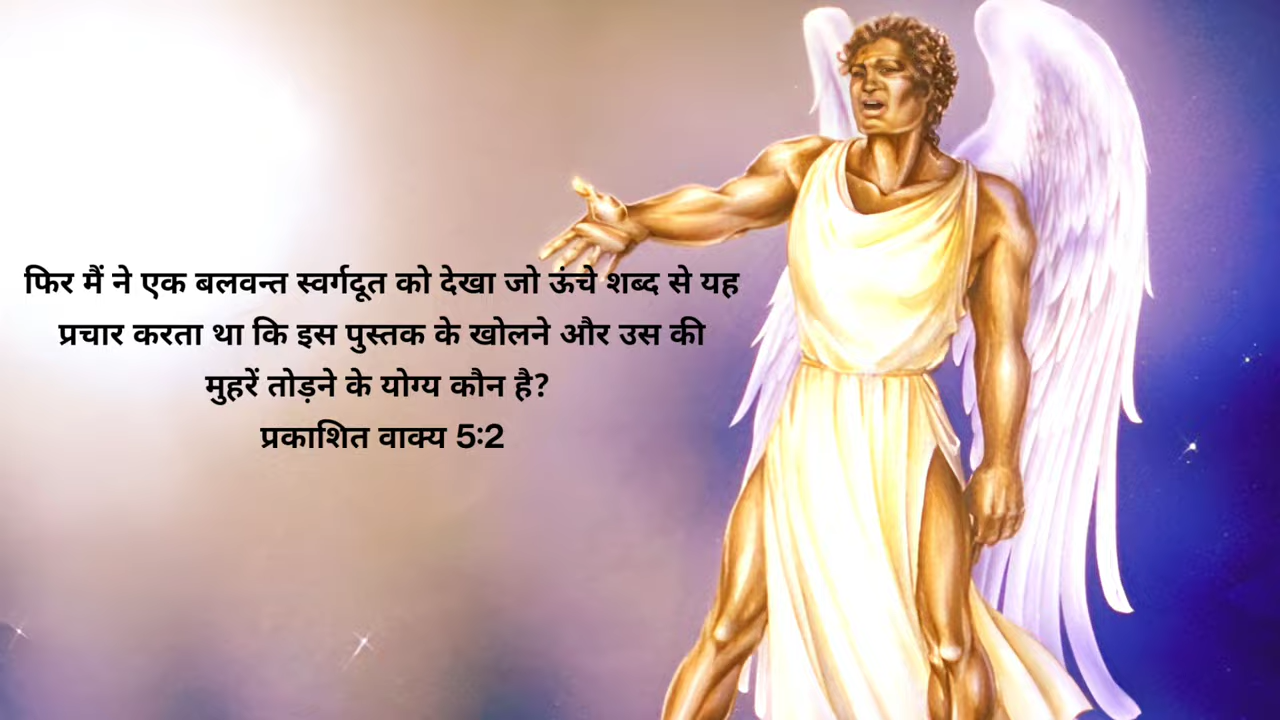 फिर मैं ने एक बलवन्त स्वर्गदूत को देखा जो ऊंचे शब्द से यह
प्रचार करता था कि इस पुस्तक के खोलने और उस की
मुहरें तोड़ने के योग्य कौन है?
प्रकाशित वाक्य 5:2